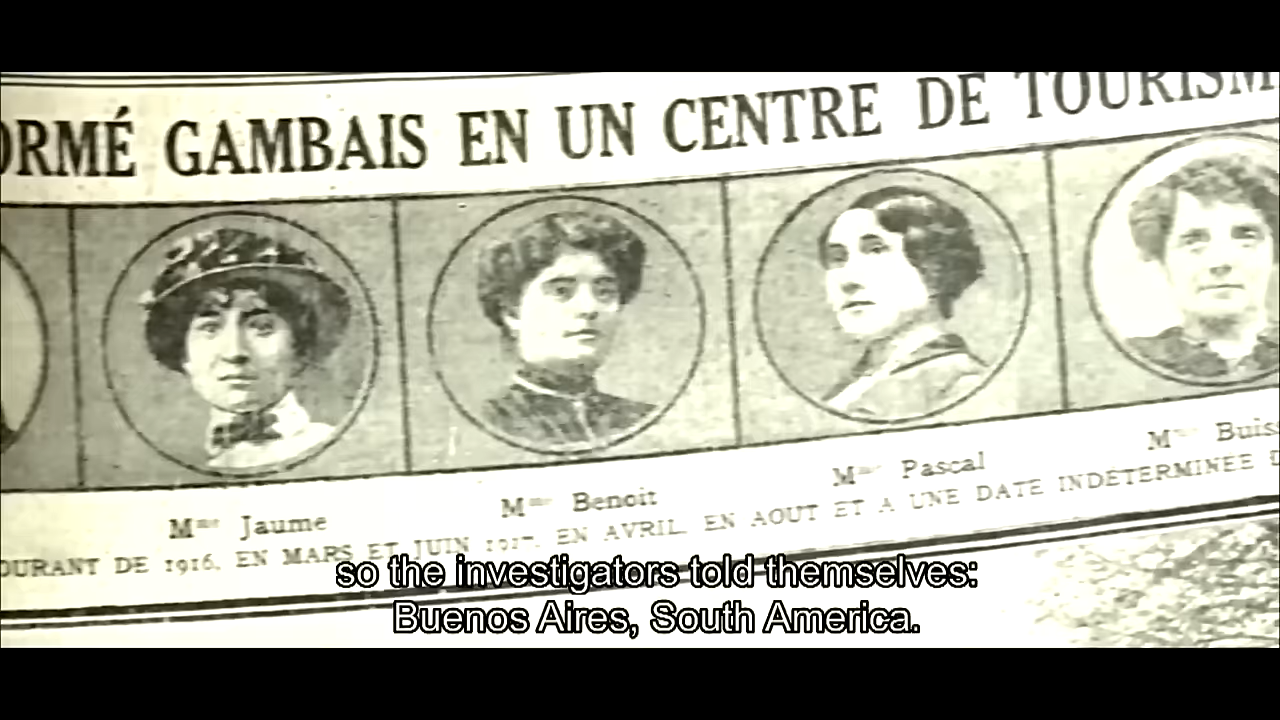 ORMÉ GAMBAIS EN UN CENTRE DE TOURISM
Mme Jaume
Mme Benoit
Mme Pascal
Mme Buiss
OURANT DE 1916, EN MARS ET JUIN 1917, EN AVRIL EN AOUT ET A UNE DATE INDETERMINEE D
so the investigators told themselves:
Buenos Aires, South America.